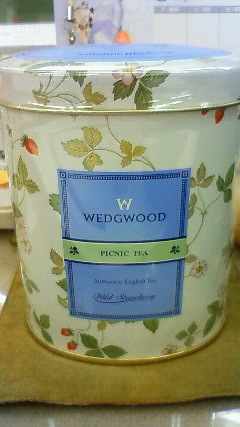 W
WEDGWOOD
PICNIC TEA
Authentic English Tea
Wild Strawberry